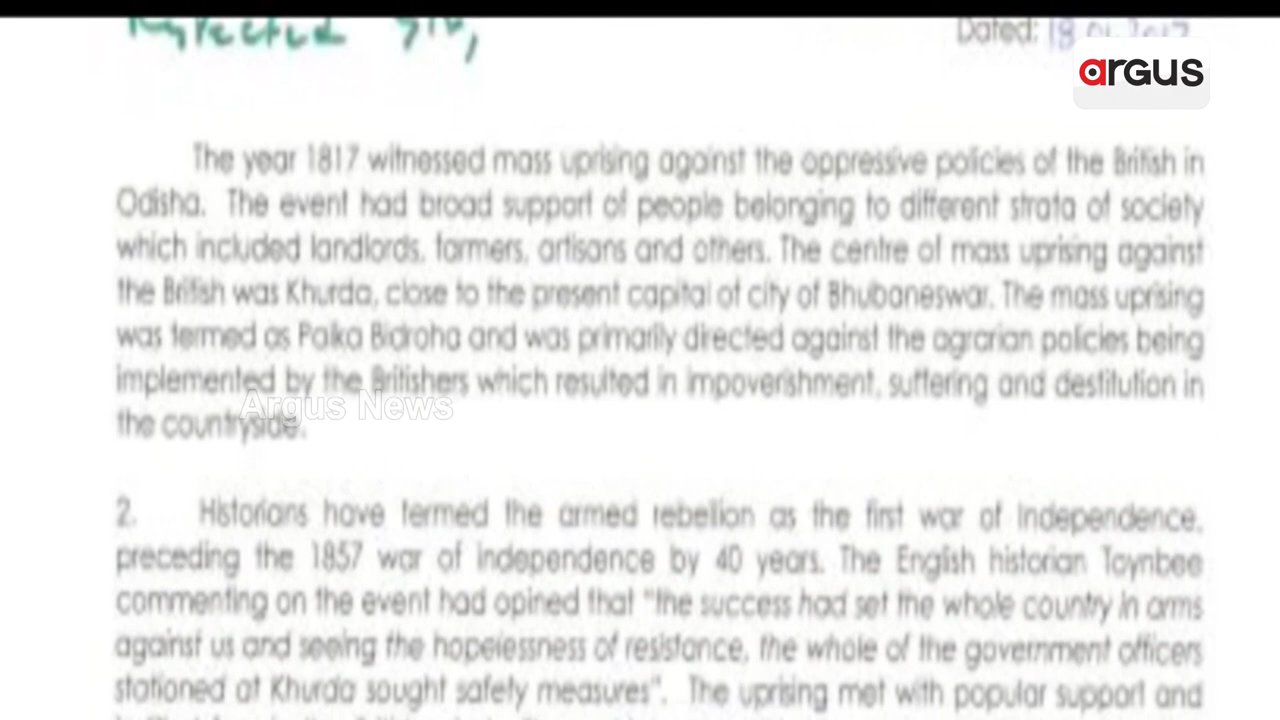 Respected Sir,
Dated: 18.01.2017
argus
The year 1817 witnessed mass uprising against the oppressive policies of the British in
Odisha. The event had broad support of people belonging to different strata of society
which included landlords, farmers, artisans and others. The centre of mass uprising against
the British was Khurda, close to the present capital of city of Bhubaneswar. The mass uprising
was termed as Paika Bidroha and was primarily directed against the agrarian policies being
implemented by the Britishers which resulted in impoverishment, suffering and destitution in
Argus News
the countryside.
2. Historians have termed the armed rebellion as the first war of Independence,
preceding the 1857 war of independence by 40 years. The English historian Toynbee
commenting on the event had opined that "the success had set the whole country in arms
against us and seeing the hopelessness of resistance, the whole of the government officers
stationed at Khurda sought safety measures". The uprising met with popular support and